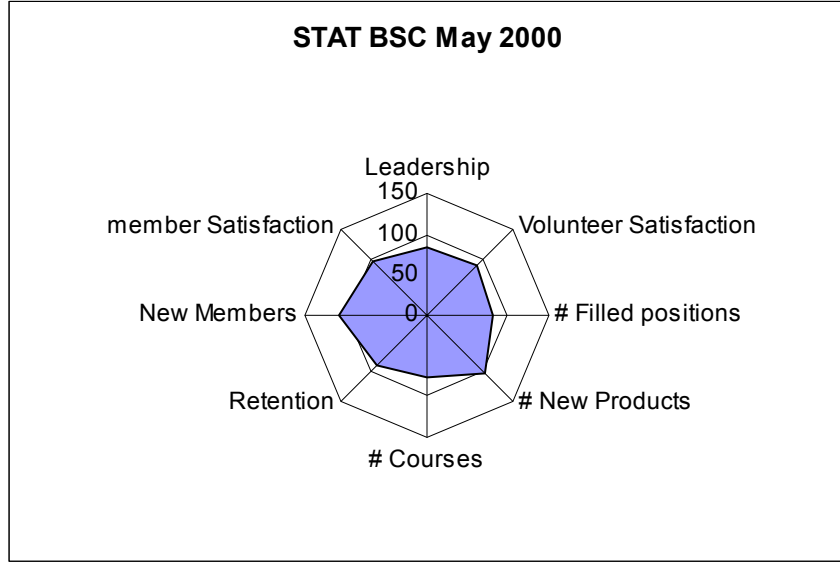 STAT BSC May 2000
Leadership
150
member Satisfaction
Volunteer Satisfaction
100
50
New Members
0
# Filled positions
Retention
# New Products
# Courses